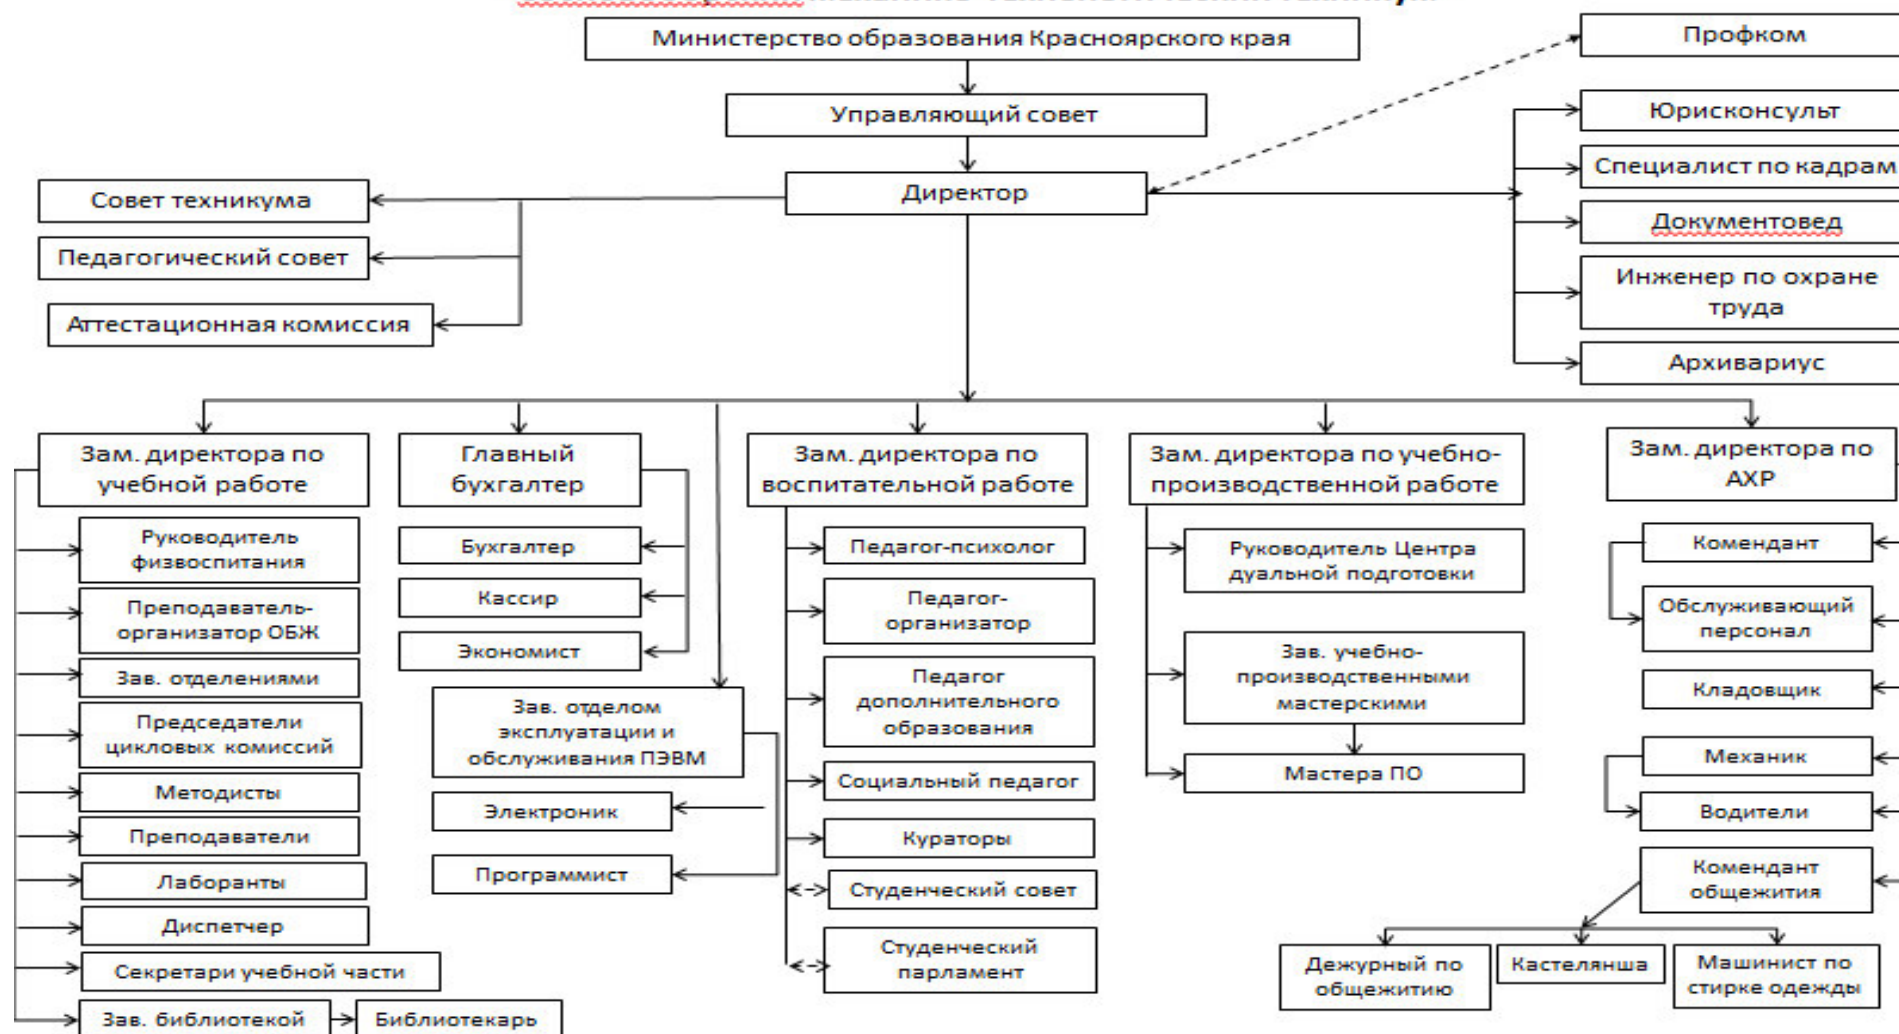 Министерство образования Красноярского края
Профком
Управляющий совет
Юрисконсульт
Специалист по кадрам
Директор
Совет техникума
Документовед
Педагогический совет
Инженер по охране
труда
Аттестационная комиссия
Архивариус
Зам. директора по
учебной работе
Главный
бухгалтер
Зам. директора по
воспитательной работе
Зам. директора по учебно-
производственной работе
Зам. директора по
АХР
Руководитель
физвоспитания
Преподаватель-
организатор ОБЖ
Зав. отделениями
Председатели
цикловых комиссий
Методисты
Преподаватели
Лаборанты
Диспетчер
Секретари учебной части
Зав. библиотекой
Библиотекарь
Бухгалтер
Кассир
Экономист
Зав. отделом
эксплуатации и
обслуживания ПЭВМ
Электроник
Программист
Педагог-психолог
Педагог-
организатор
Педагог
дополнительного
образования
Социальный педагог
Кураторы
Студенческий совет
Студенческий
парламент
Руководитель Центра
дуальной подготовки
Зав. учебно-
производственными
мастерскими
Мастера ПО
Комендант
Обслуживающий
персонал
Кладовщик
Механик
Водители
Комендант
общежития
Дежурный по
общежитию
Кастелянша
Машинист по
стирке одежды